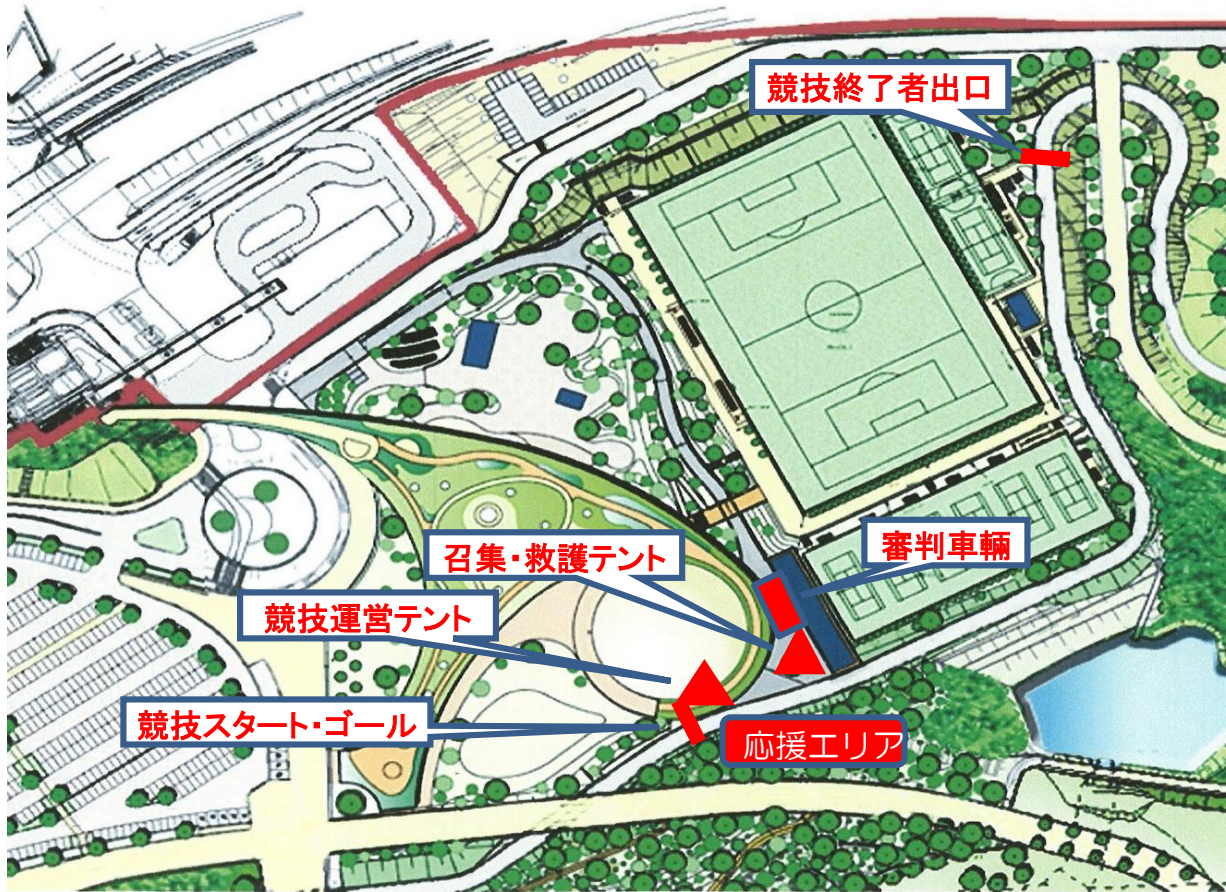 競技終了者出口
召集・救護テント
審判車輛
競技運営テント
競技スタート・ゴール
応援エリア